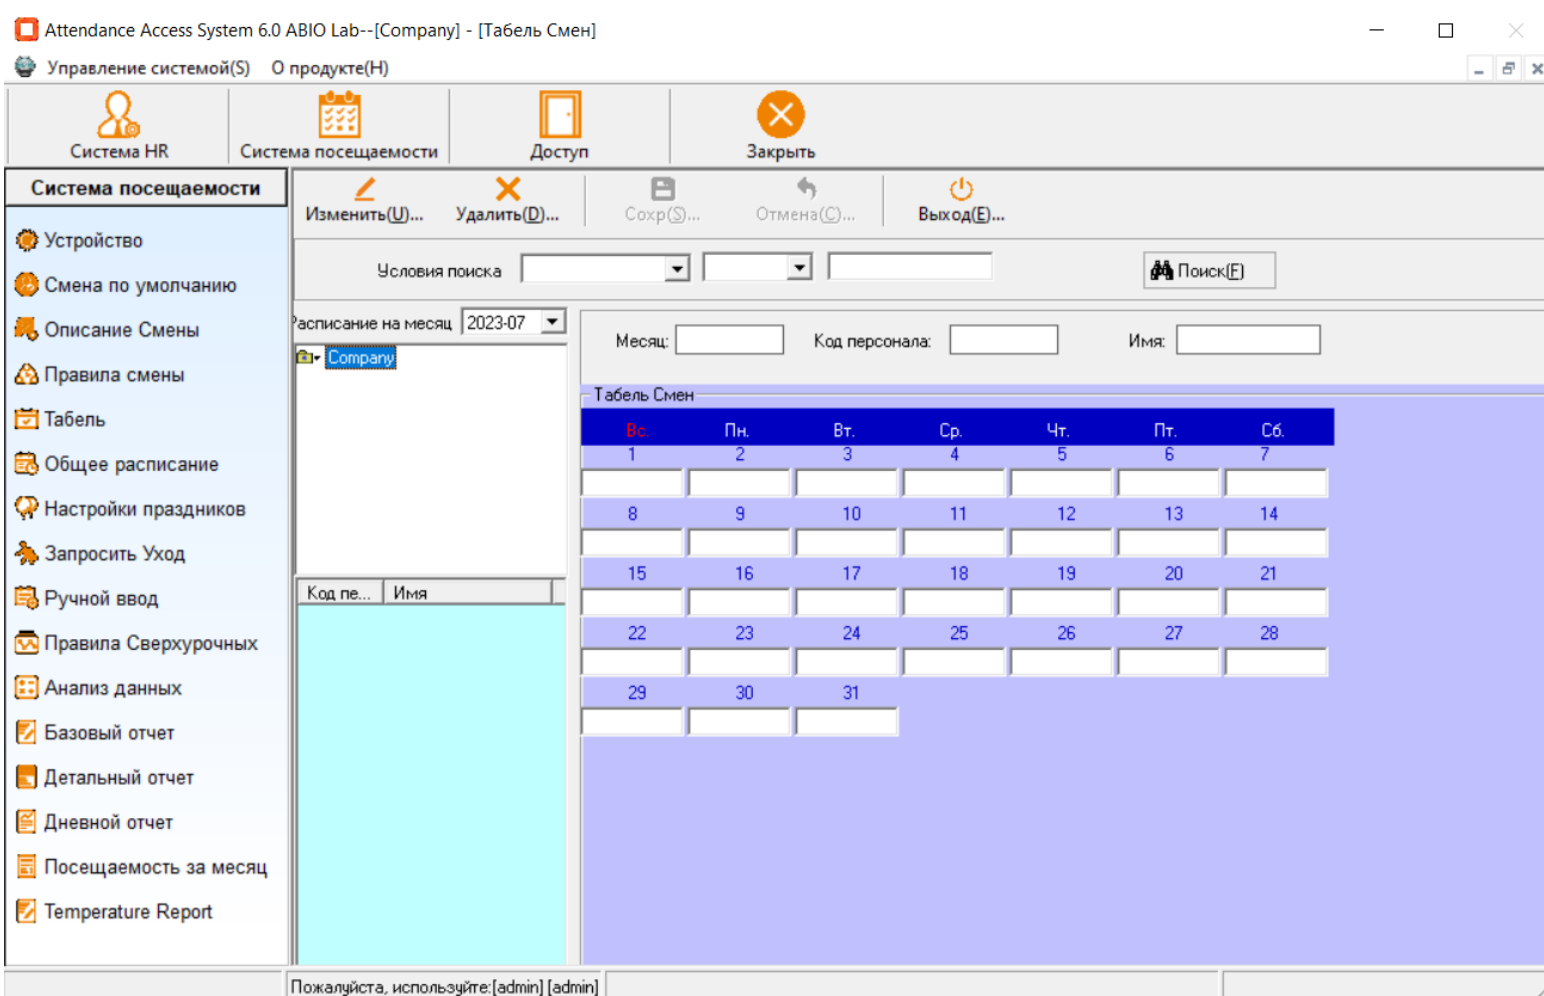 Attendance Access System 6.0 ABIO Lab--[Company] - [Табель Смен]
Управление системой(S) О продукте(H)
Система HR Система посещаемости Доступ Закрыть
Система посещаемости
Изменить(U)... Удалить(D)... Сохр(S)... Отмена(C)... Выход(E)...
Устройство
Смена по умолчанию
Описание Смены
Правила смены
Табель
Общее расписание
Настройки праздников
Запросить Уход
Ручной ввод
Правила Сверхурочных
Анализ данных
Базовый отчет
Детальный отчет
Дневной отчет
Посещаемость за месяц
Temperature Report
Условия поиска Поиск(F)
Расписание на месяц 2023-07
Company
Код пе... Имя
Месяц: Код персонала: Имя:
Табель Смен
Вс. Пн. Вт. Ср. Чт. Пт. Сб.
1 2 3 4 5 6 7
8 9 10 11 12 13 14
15 16 17 18 19 20 21
22 23 24 25 26 27 28
29 30 31
Пожалуйста, используйте:[admin] [admin]